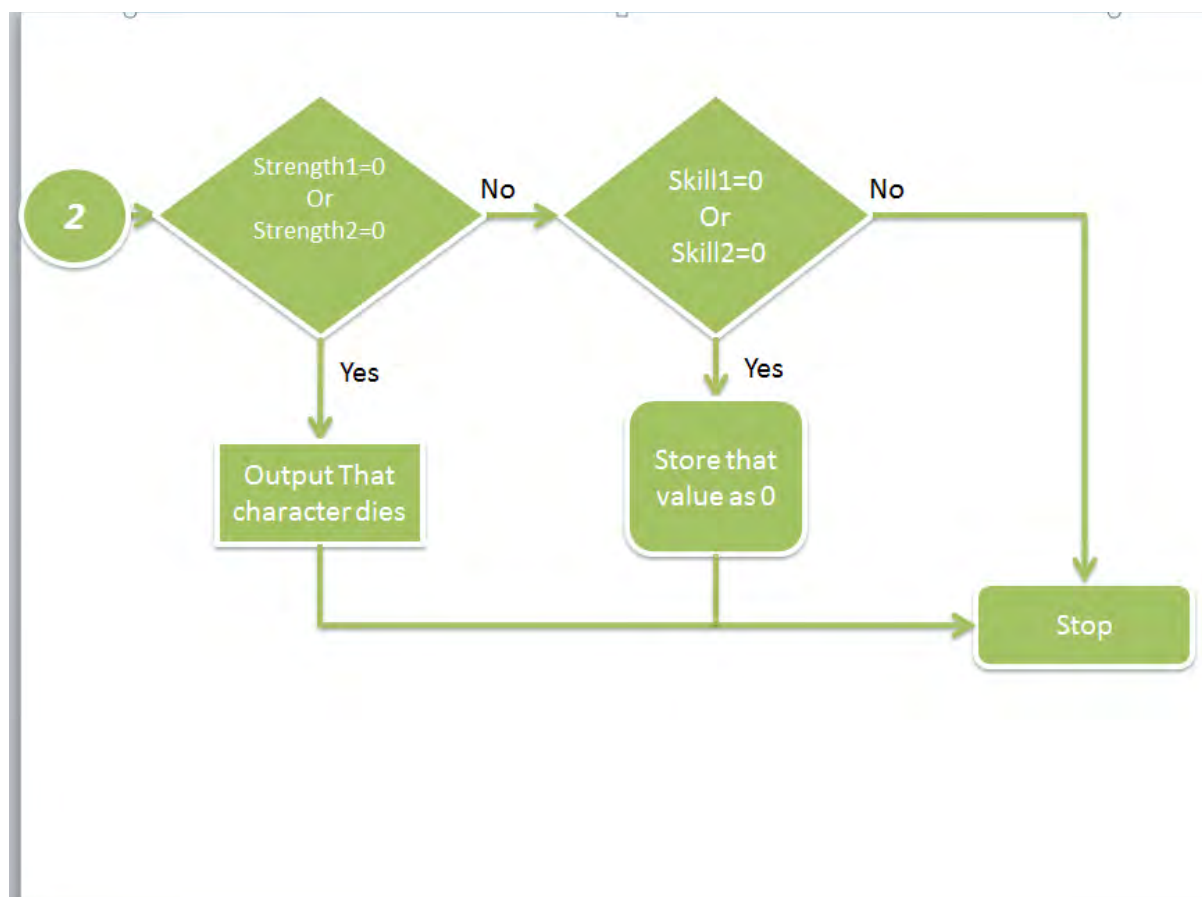 2
Strength1=0
Or
Strength2=0
No
Skill1=0
Or
Skill2=0
No
Yes
Yes
Output That
character dies
Store that
value as 0
Stop